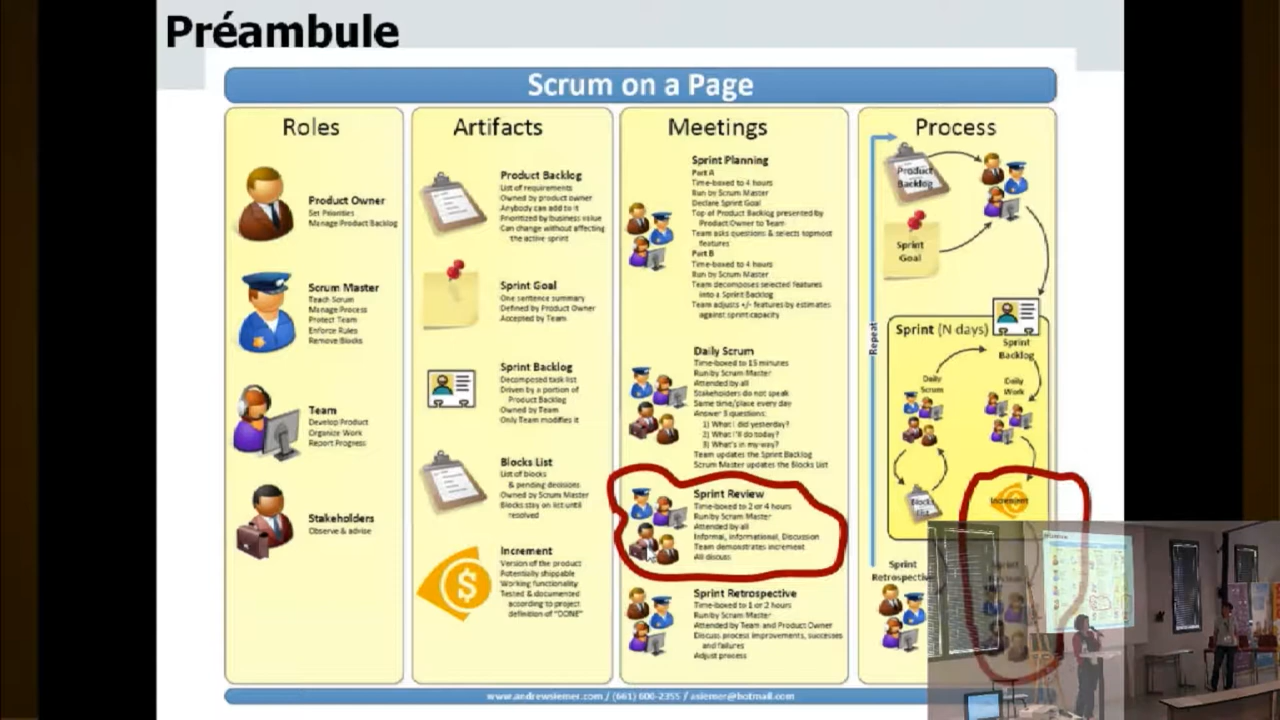 Préambule
Scrum on a Page
Roles
Product Owner
Set Priorities
Manage Product Backlog
Scrum Master
Teach Scrum
Manage Process
Protect Team
Enforce Rules
Remove Blocks
Team
Develop Product
Organize Work
Report Progress
Stakeholders
Observe & advise
Artifacts
Product Backlog
List of requirements
Owned by product owner
Anybody can add to it
Prioritized by business value
Can change without affecting
the active sprint
Sprint Goal
One sentence summary
Defined by Product Owner
Accepted by Team
Sprint Backlog
Decomposed task list
Driven by a portion of
Product Backlog
Owned by Team
Only Team modifies it
Blocks List
List of blocks
& pending decisions
Owned by Scrum Master
Blocks stay on list until
resolved
Increment
Version of the product
Potentially shippable
Working functionality
Tested & documented
according to project
definition of "DONE"
Meetings
Sprint Planning
Part A
Time-boxed to 4 hours
Run by Scrum Master
Declare Sprint Goal
Top of Product Backlog presented by
Product Owner to Team
Team asks questions & selects topmost
features
Part B
Time-boxed to 4 hours
Run by Scrum Master
Team decomposes selected features
into a Sprint Backlog
Team adjusts +/- features by estimates
against sprint capacity
Daily Scrum
Time-boxed to 15 minutes
Run by Scrum Master
Attended by all
Stakeholders do not speak
Same time/place every day
Answer 3 questions:
1) What I did yesterday?
2) What I'll do today?
3) What's in my way?
Team updates the Sprint Backlog
Scrum Master updates the Blocks List
Sprint Review
Time-boxed to 2 or 4 hours
Run by Scrum Master
Attended by all
Informal, informational, Discussion
Team demonstrates increment
All discuss
Sprint Retrospective
Time-boxed to 1 or 2 hours
Run by Scrum Master
Attended by Team and Product Owner
Discuss process improvements, successes
and failures
Adjust process
Process
Product
Backlog
Sprint
Goal
Repeat
Sprint (N days)
Sprint
Backlog
Daily
Scrum
Daily
Work
Blocks
List
Increment
Sprint
Retrospective
www.andrewsiemer.com / (661) 600-2355 / asiemer@hotmail.com